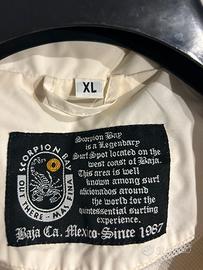 XL
SCORPION BAY
OUT THERE - MAI
Scorpion Bay
is a Legendary
Surf Spot located on the
west coast of Baja.
This area is well
known among surf
aficionados around
the world for the
quintessential surfing
experience.
Baja Ca. Mexico-Since 1987